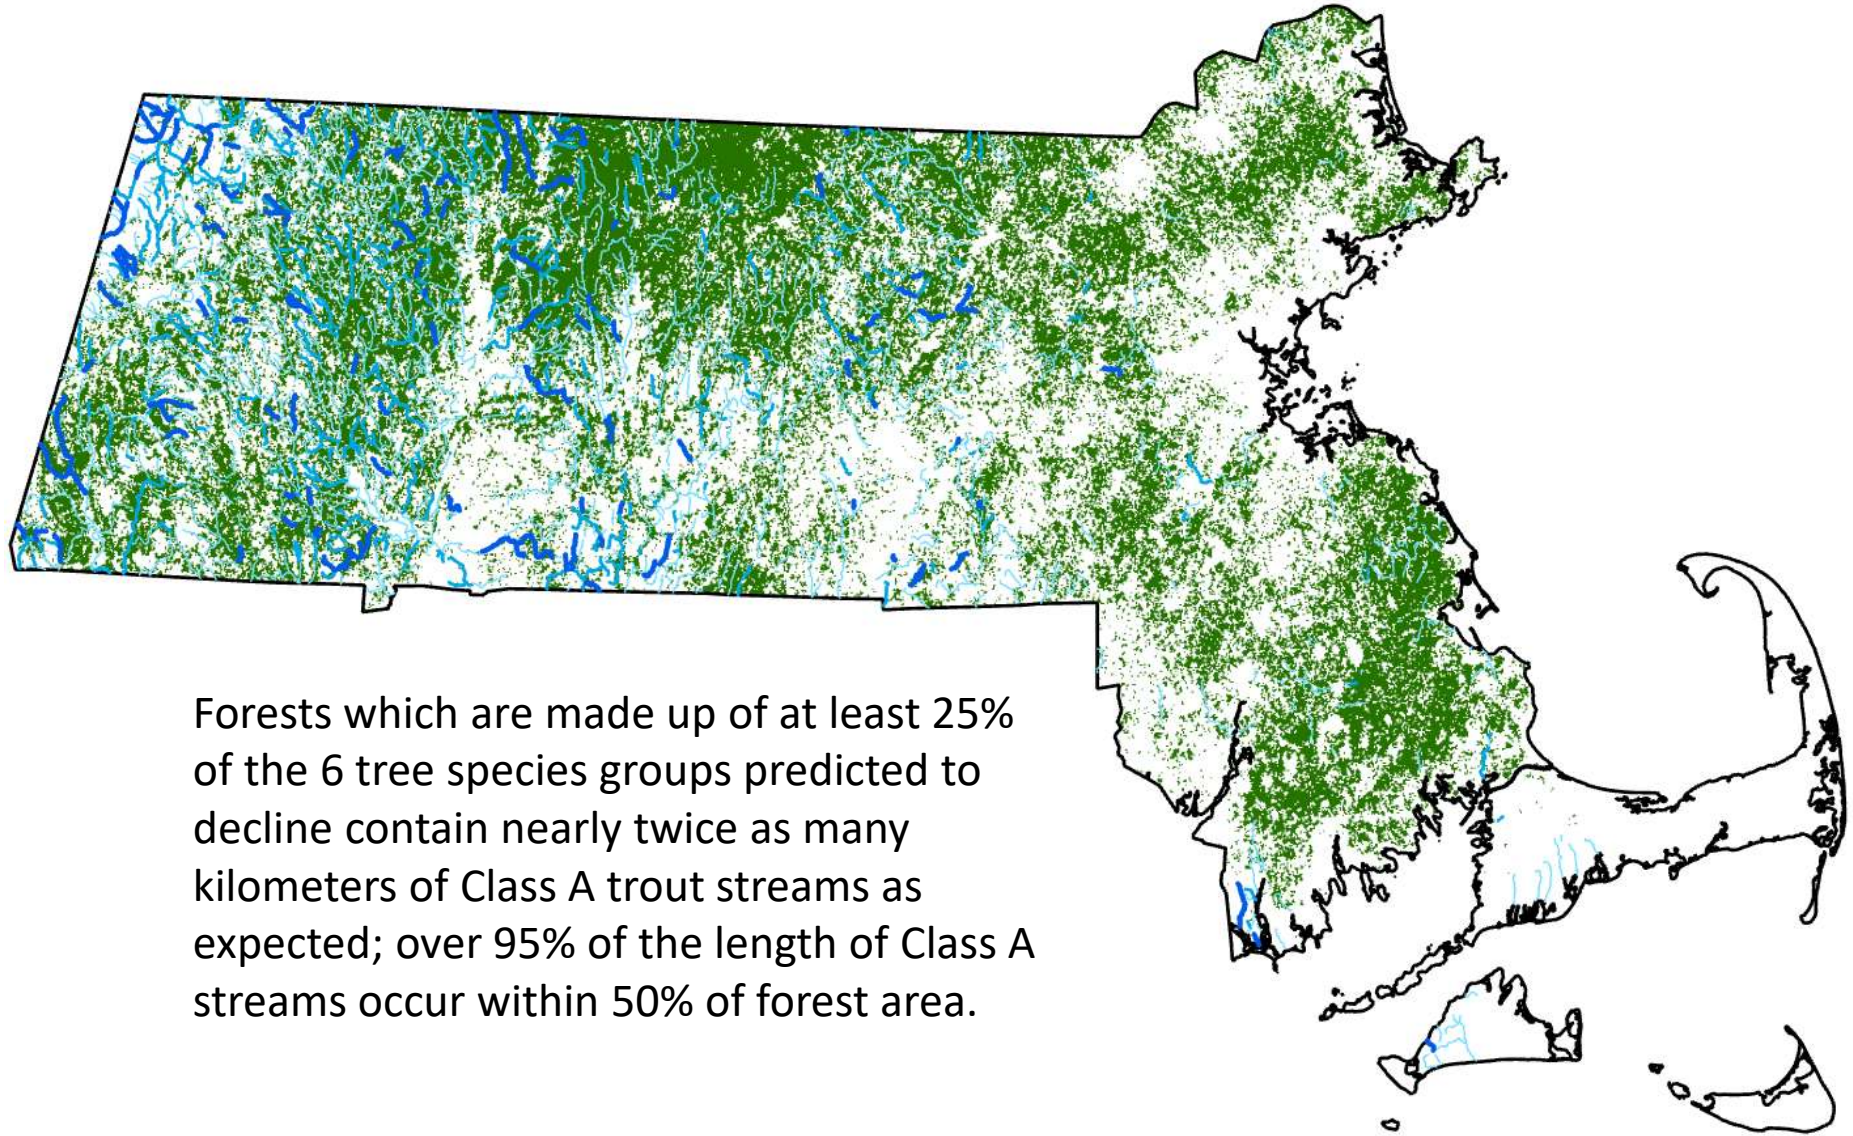 Forests which are made up of at least 25%
of the 6 tree species groups predicted to
decline contain nearly twice as many
kilometers of Class A trout streams as
expected; over 95% of the length of Class A
streams occur within 50% of forest area.